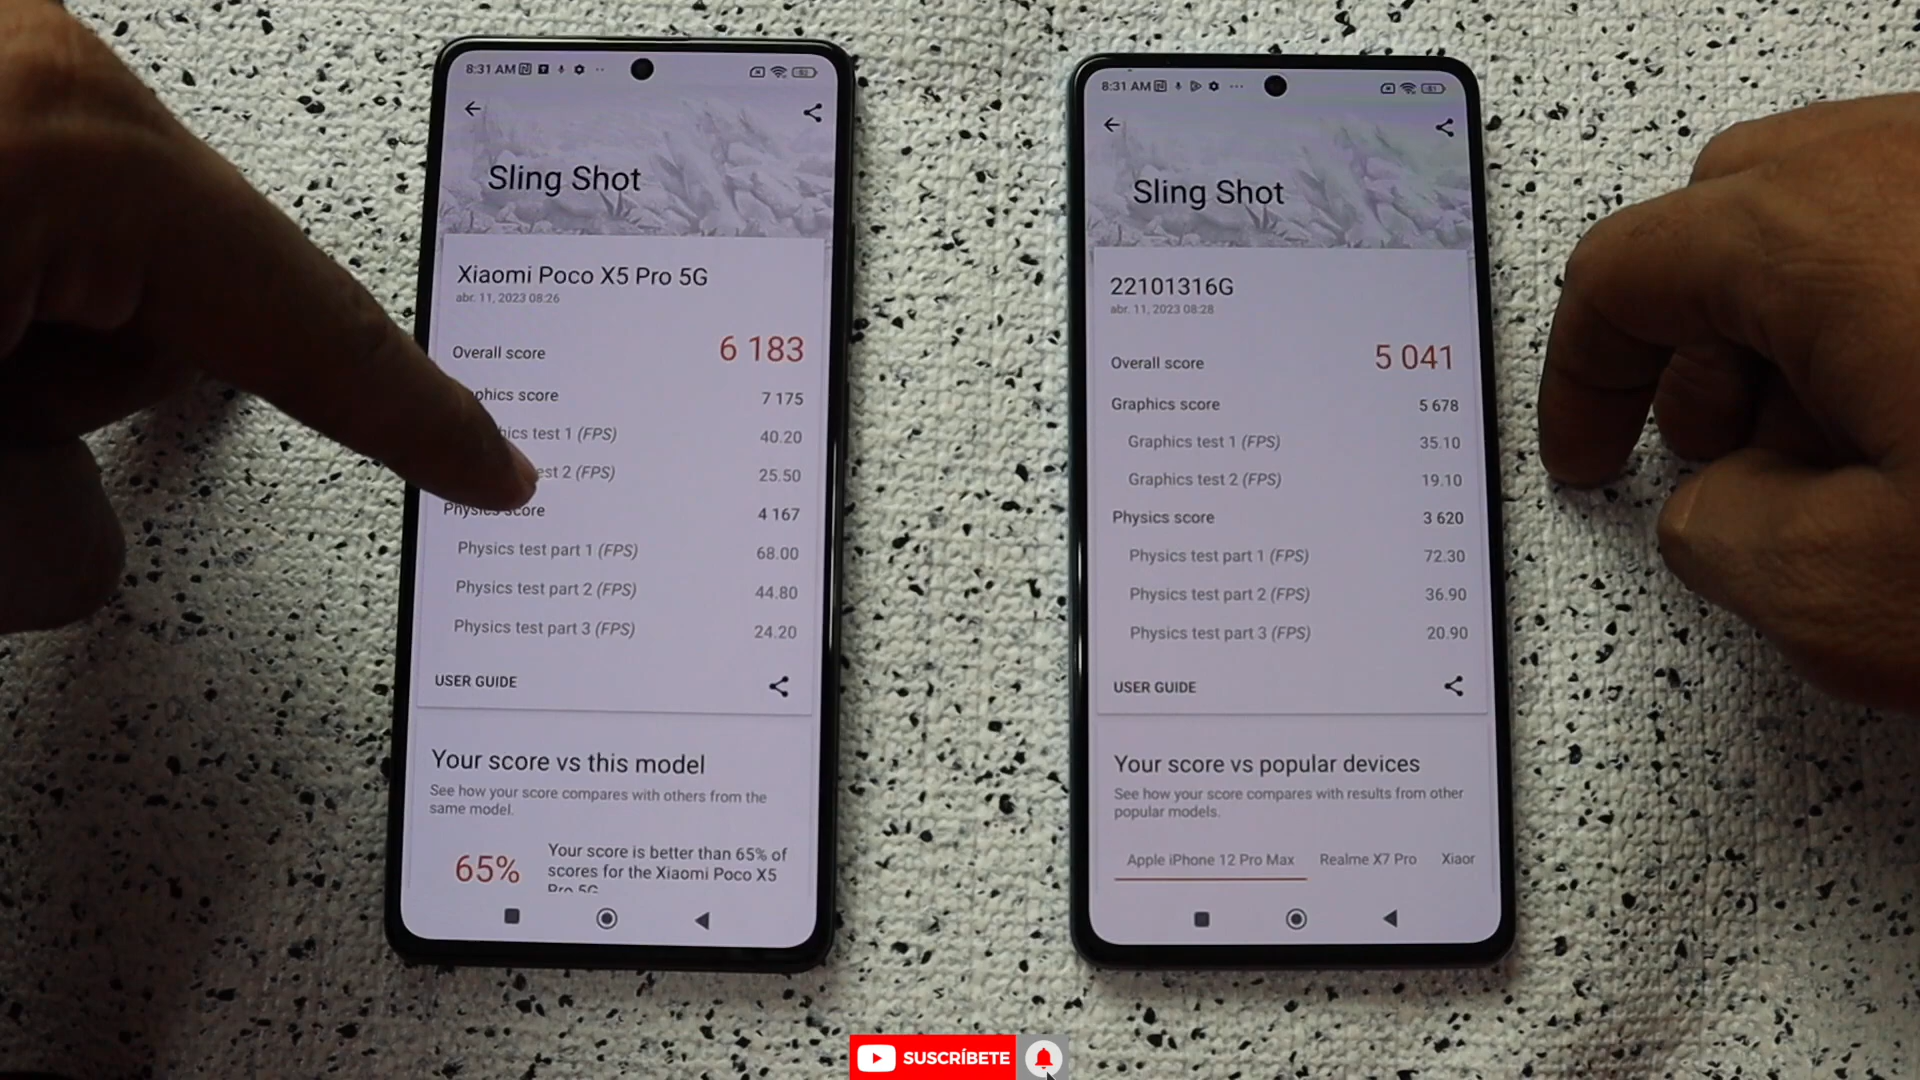 8:31 AM
Sling Shot
Xiaomi Poco X5 Pro 5G
abr. 11, 2023 08:26
Overall score 6 183
phics score 7 175
hics test 1 (FPS) 40.20
est 2 (FPS) 25.50
Physics score 4 167
Physics test part 1 (FPS) 68.00
Physics test part 2 (FPS) 44.80
Physics test part 3 (FPS) 24.20
USER GUIDE
Your score vs this model
See how your score compares with others from the
same model.
65%
Your score is better than 65% of
scores for the Xiaomi Poco X5
Pro 5G
8:31 AM
Sling Shot
22101316G
abr. 11, 2023 08:28
Overall score 5 041
Graphics score 5 678
Graphics test 1 (FPS) 35.10
Graphics test 2 (FPS) 19.10
Physics score 3 620
Physics test part 1 (FPS) 72.30
Physics test part 2 (FPS) 36.90
Physics test part 3 (FPS) 20.90
USER GUIDE
Your score vs popular devices
See how your score compares with results from other
popular models.
Apple iPhone 12 Pro Max Realme X7 Pro Xiaor
SUSCRÍBETE